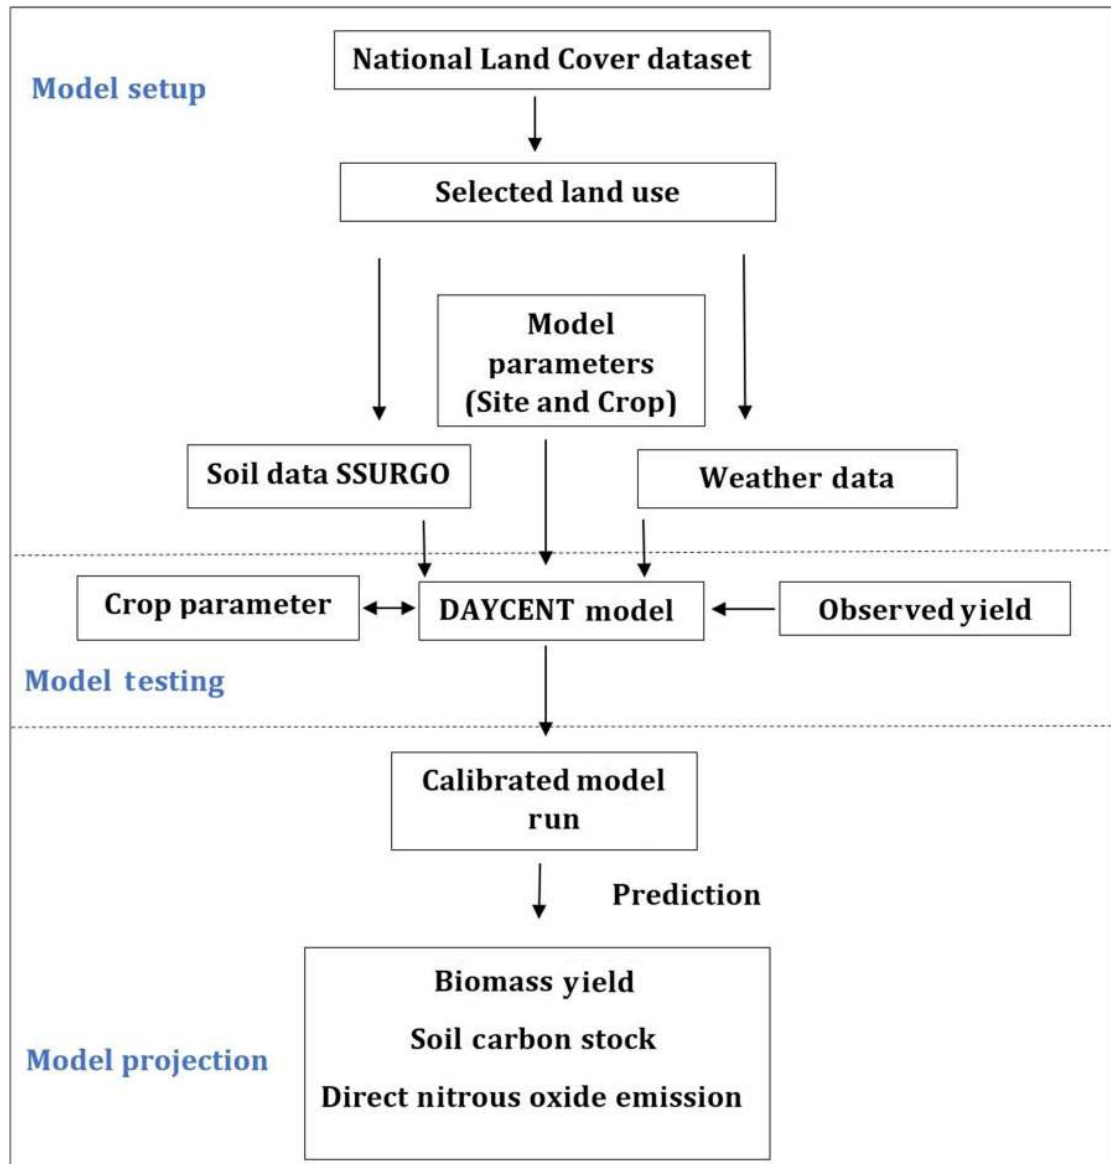 National Land Cover dataset
Model setup
Selected land use
Model
parameters
(Site and Crop)
Soil data SSURGO
Weather data
Crop parameter
DAYCENT model
Observed yield
Model testing
Calibrated model
run
Prediction
Biomass yield
Soil carbon stock
Model projection
Direct nitrous oxide emission